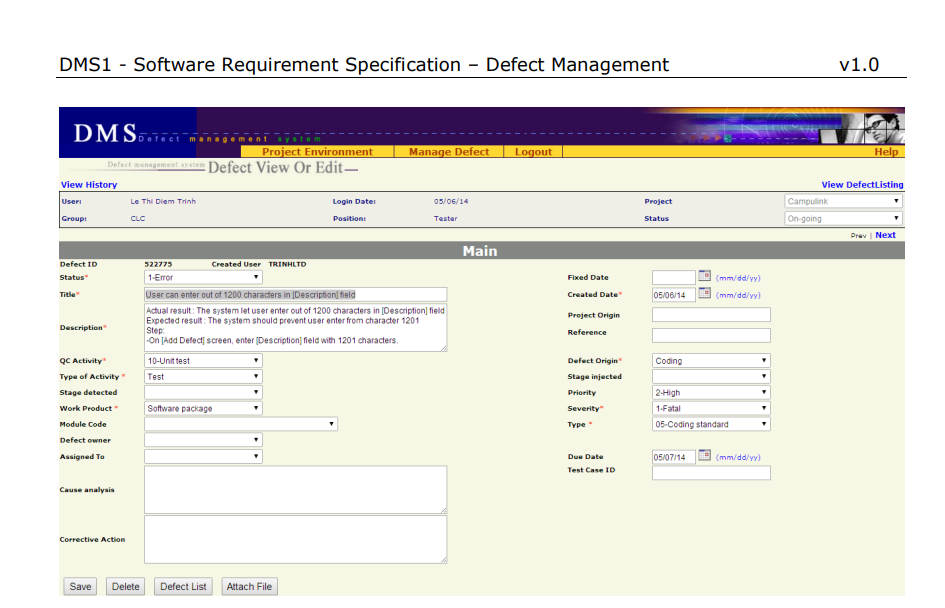 DMS1 - Software Requirement Specification – Defect Management v1.0
DMS Defect management system
Project Environment Manage Defect Logout Help
Defect management system Defect View Or Edit
View History View DefectListing
User: Le Thi Diem Trinh Login Date: 05/06/14 Project Campulink
Group: CLC Position: Tester Status On-going
Prev | Next
Main
Defect ID 522775 Created User TRINHLTD
Status* 1-Error Fixed Date (mm/dd/yy)
Title* User can enter out of 1200 characters in [Description] field Created Date* 05/06/14 (mm/dd/yy)
Description* Actual result : The system let user enter out of 1200 characters in [Description] field Project Origin
Expected result : The system should prevent user enter from character 1201 Reference
Step:
-On [Add Defect] screen, enter [Description] field with 1201 characters.
QC Activity* 10-Unit test Defect Origin* Coding
Type of Activity * Test Stage injected
Stage detected Priority 2-High
Work Product * Software package Severity* 1-Fatal
Module Code Type * 05-Coding standard
Defect owner
Assigned To Due Date 05/07/14 (mm/dd/yy)
Test Case ID
Cause analysis
Corrective Action
Save Delete Defect List Attach File